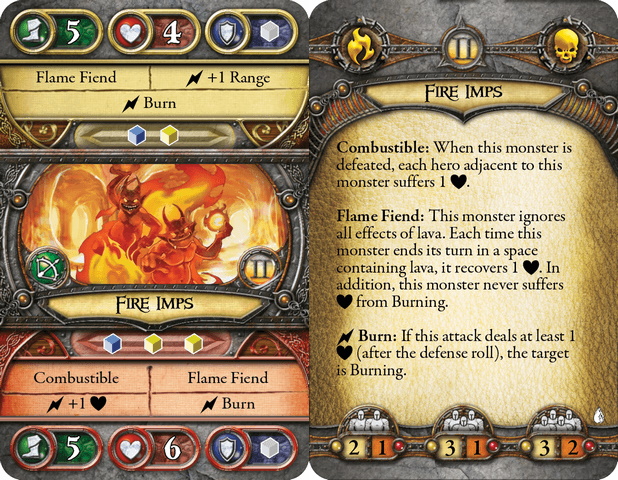 5 4
Flame Fiend +1 Range
Burn
II
FIRE IMPS
Combustible Flame Fiend
+1 Burn
5 6
II
FIRE IMPS
Combustible: When this monster is
defeated, each hero adjacent to this
monster suffers 1 .
Flame Fiend: This monster ignores
all effects of lava. Each time this
monster ends its turn in a space
containing lava, it recovers 1 . In
addition, this monster never suffers
from Burning.
Burn: If this attack deals at least 1
(after the defense roll), the target
is Burning.
2 1 3 1 3 2